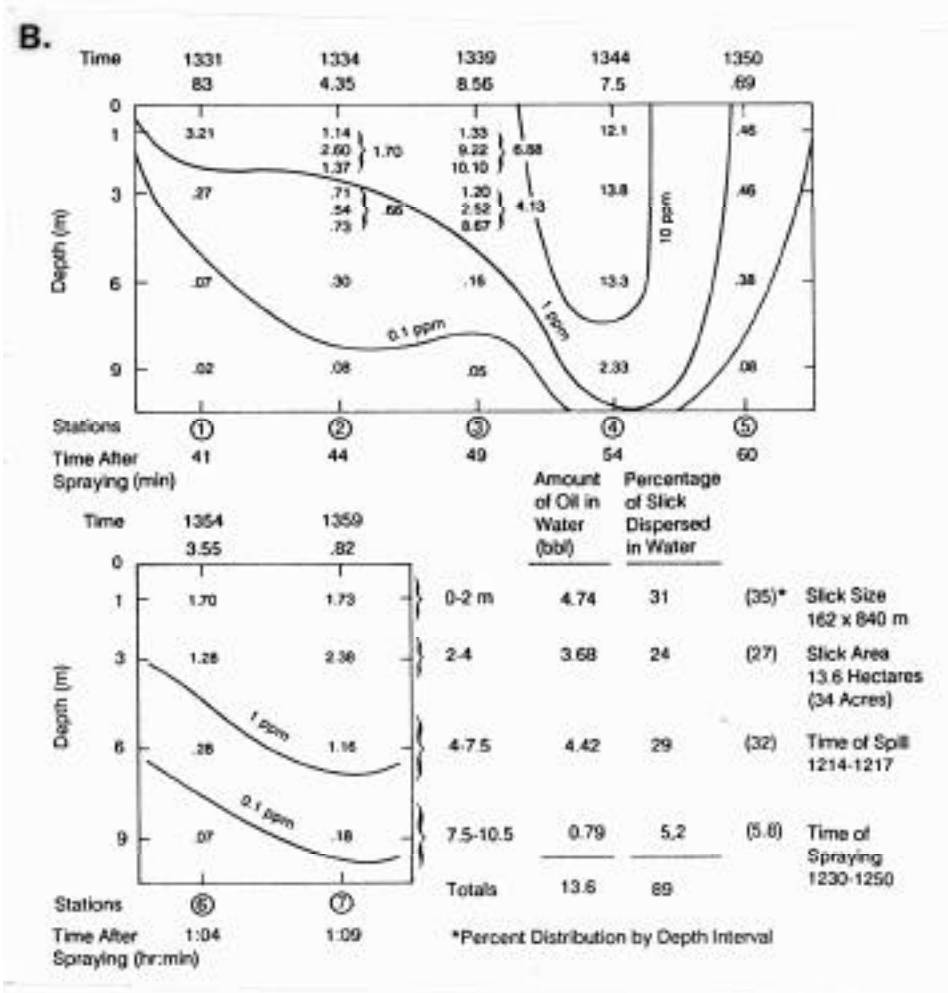 B.
Time 1331 1334 1339 1344 1350
83 4.35 8.56 7.5 .69
0
1 3.21 1.14 1.33 12.1 .46
2.60 1.70 9.22 6.88
1.37 10.10
3 .27 .71 1.20 13.8 .46
.54 .66 2.52 4.13
.73 8.67
10 ppm
Depth (m)
6 .07 .30 .16 13.3 .38
0.1 ppm 1 ppm
9 .02 .08 .05 2.33 .08
Stations 1 2 3 4 5
Time After 41 44 49 54 60
Spraying (min)
Amount Percentage
of Oil in of Slick
Water Dispersed
(bbl) in Water
Time 1354 1359
3.55 .82
0
1 1.70 1.73 0-2 m 4.74 31 (35)* Slick Size
162 x 840 m
3 1.28 2.38 2-4 3.68 24 (27) Slick Area
13.6 Hectares
(34 Acres)
Depth (m)
1 ppm
6 .28 1.16 4-7.5 4.42 29 (32) Time of Spill
1214-1217
0.1 ppm
9 .07 .18 7.5-10.5 0.79 5,2 (5.8) Time of
Spraying
1230-1250
Totals 13.6 89
Stations 6 7
Time After 1:04 1:09
Spraying (hr:min)
*Percent Distribution by Depth Interval